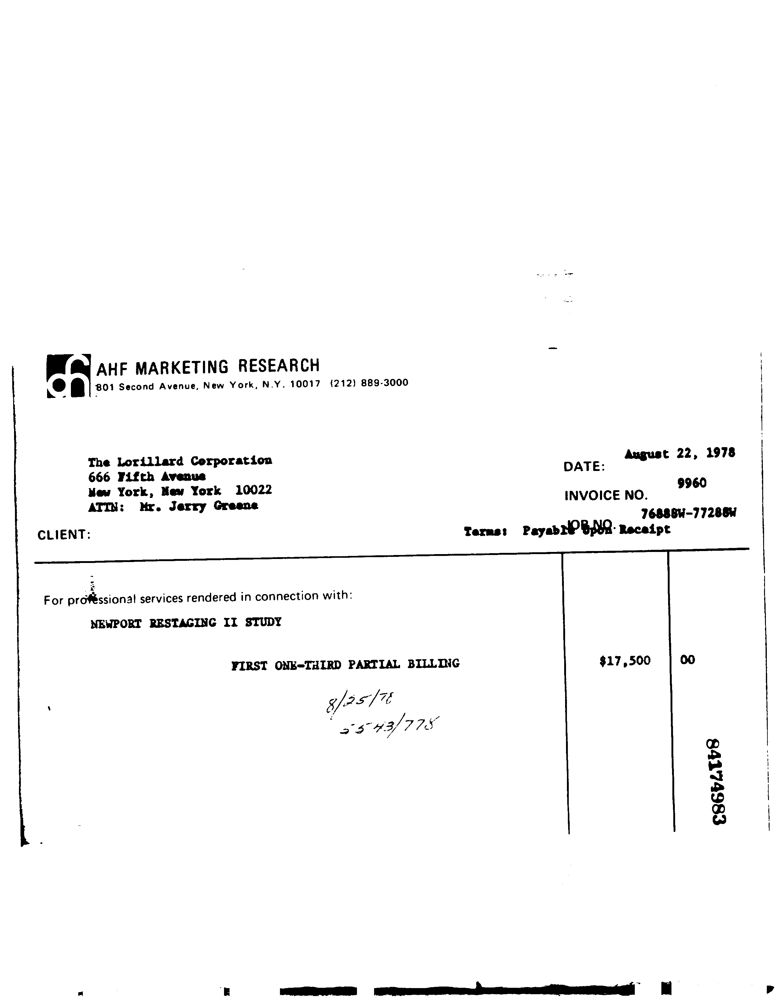 AHF MARKETING RESEARCH
801 Second Avenue, New York, N.Y. 10017 (212) 889-3000
The Lorillard Corporation
666 Fifth Avenue
New York, New York 10022
ATTN: Mr. Jerry Greene
CLIENT:
August 22, 1978
DATE:
9960
INVOICE NO.
76888W-77288W
JOB NO.
Terms: Payable Upon Receipt
For professional services rendered in connection with:
NEWPORT RESTAGING II STUDY
FIRST ONE-THIRD PARTIAL BILLING $17,500 00
8/25/78
5543/778
84174983